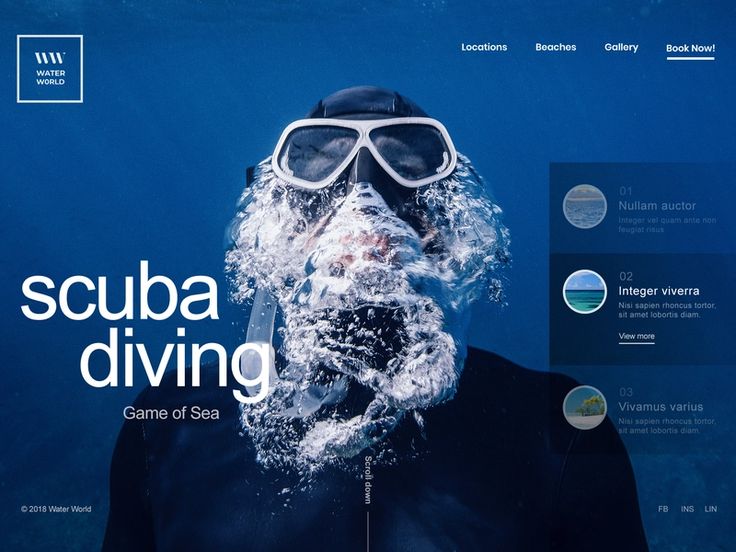 WW
WATER
WORLD
Locations
Beaches
Gallery
Book Now!
scuba
diving
Game of Sea
01
Nullam auctor
Integer vel quam ante non
feugiat risus
02
Integer viverra
Nisi sapien rhoncus tortor,
sit amet lobortis diam.
View more
03
Vivamus varius
Nisi sapien rhoncus tortor,
sit amet lobortis diam.
Scroll down
© 2018 Water World
FB
INS
LIN